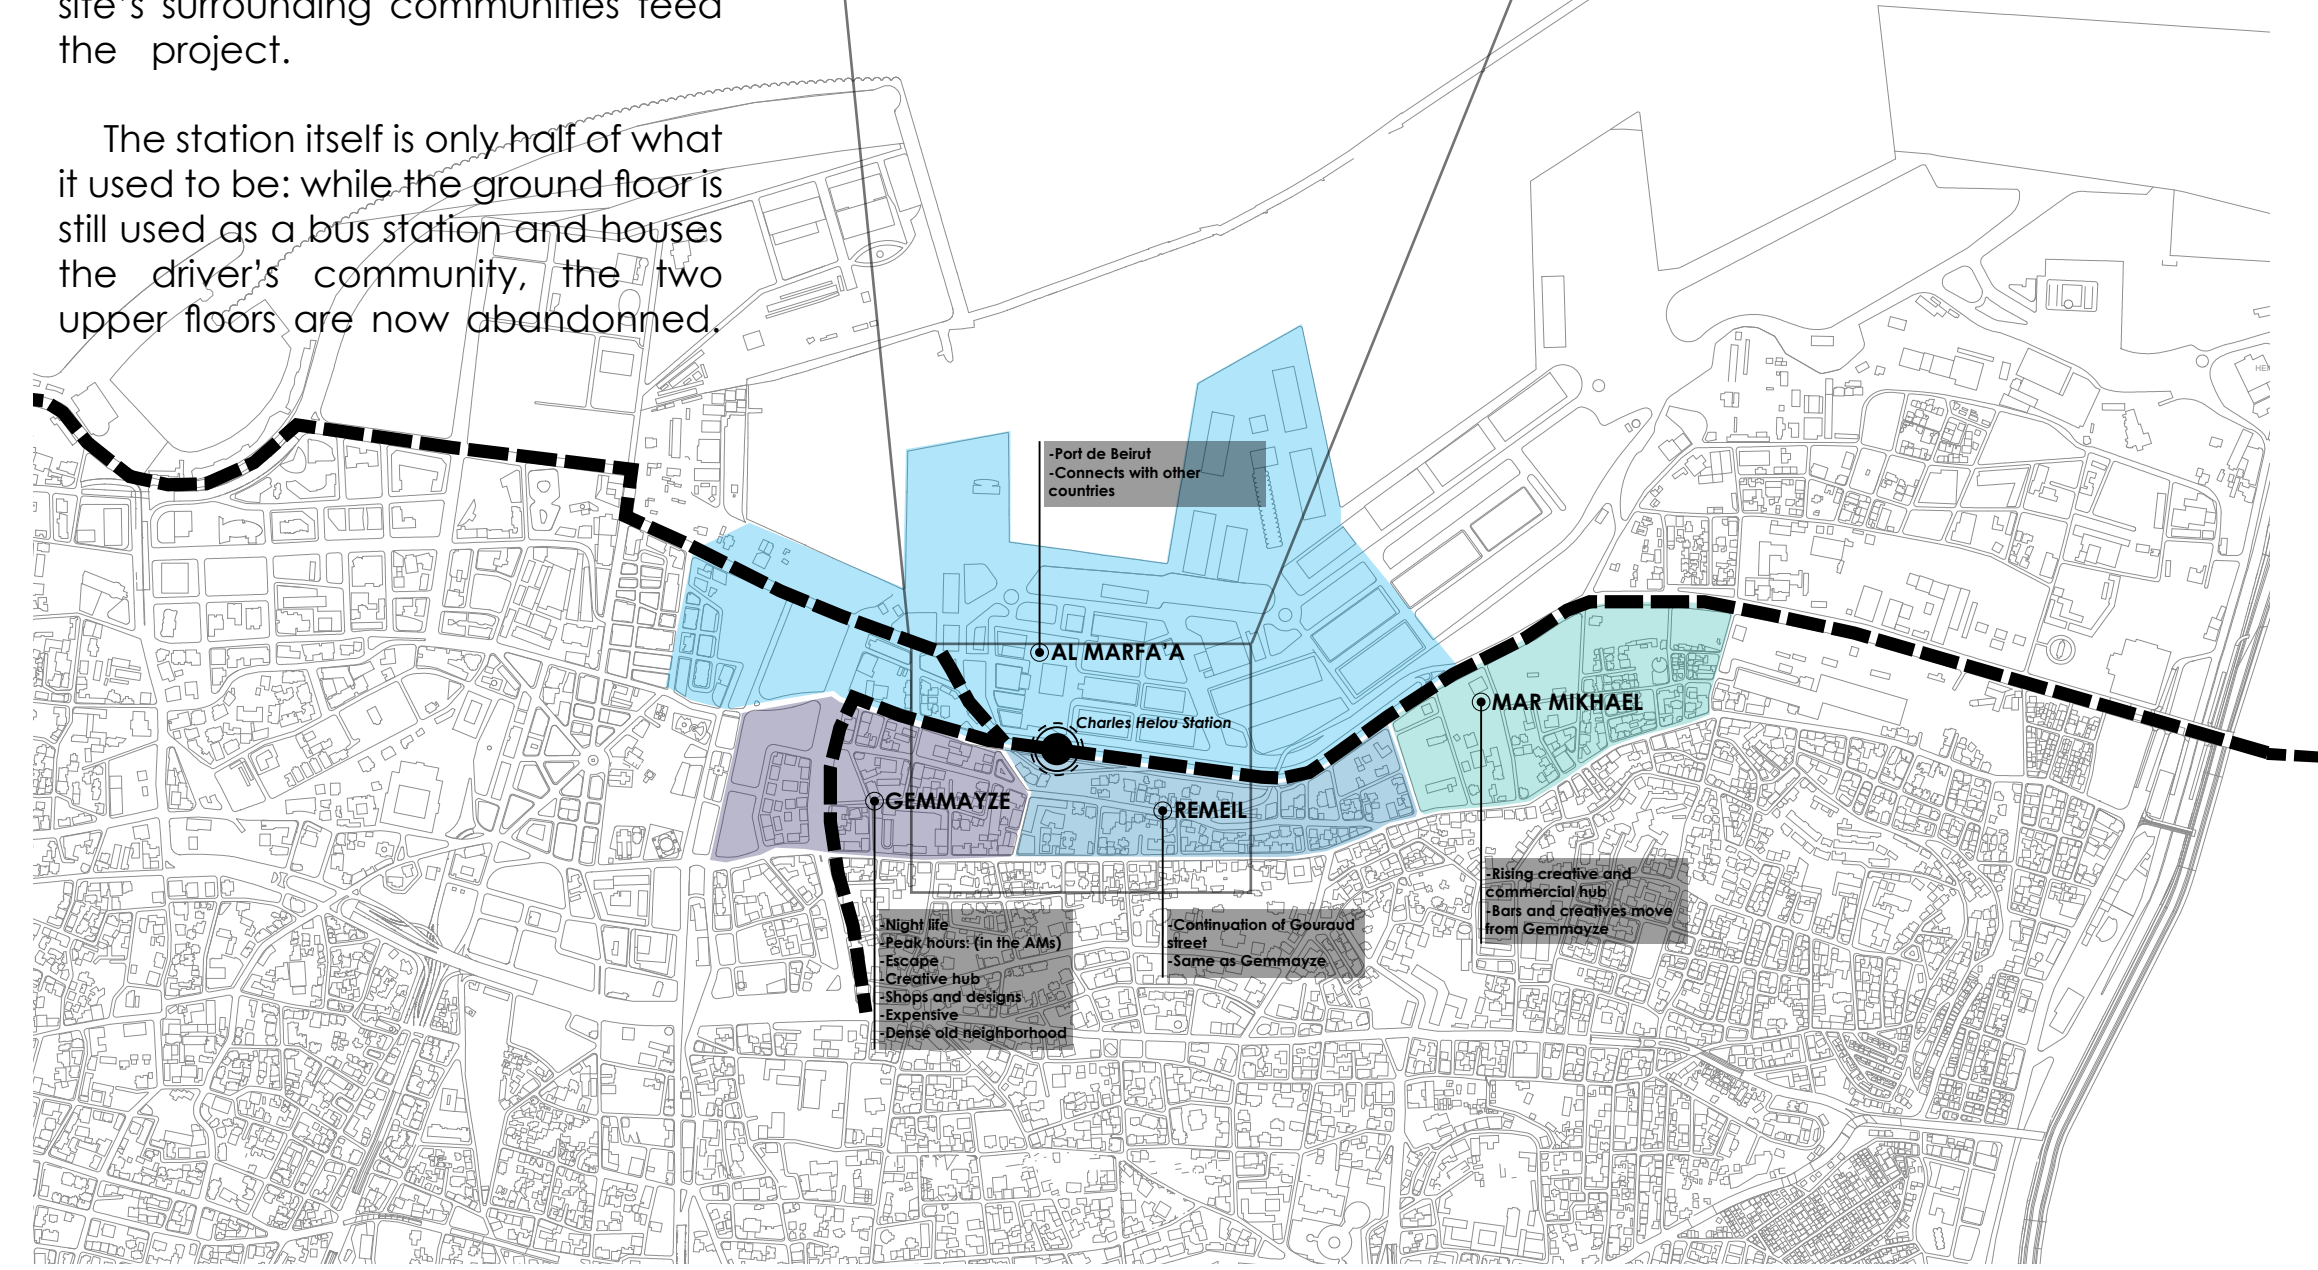 site's surrounding communities feed
the project.
The station itself is only half of what
it used to be: while the ground floor is
still used as a bus station and houses
the driver's community, the two
upper floors are now abandonned.
-Port de Beirut
-Connects with other
countries
AL MARFA'A
Charles Helou Station
MAR MIKHAEL
GEMMAYZE
REMEIL
-Rising creative and
commercial hub
-Bars and creatives move
from Gemmayze
-Night life
-Peak hours: (in the AMs)
-Escape
-Creative hub
-Shops and designs
-Expensive
-Dense old neighborhood
-Continuation of Gouraud
street
-Same as Gemmayze